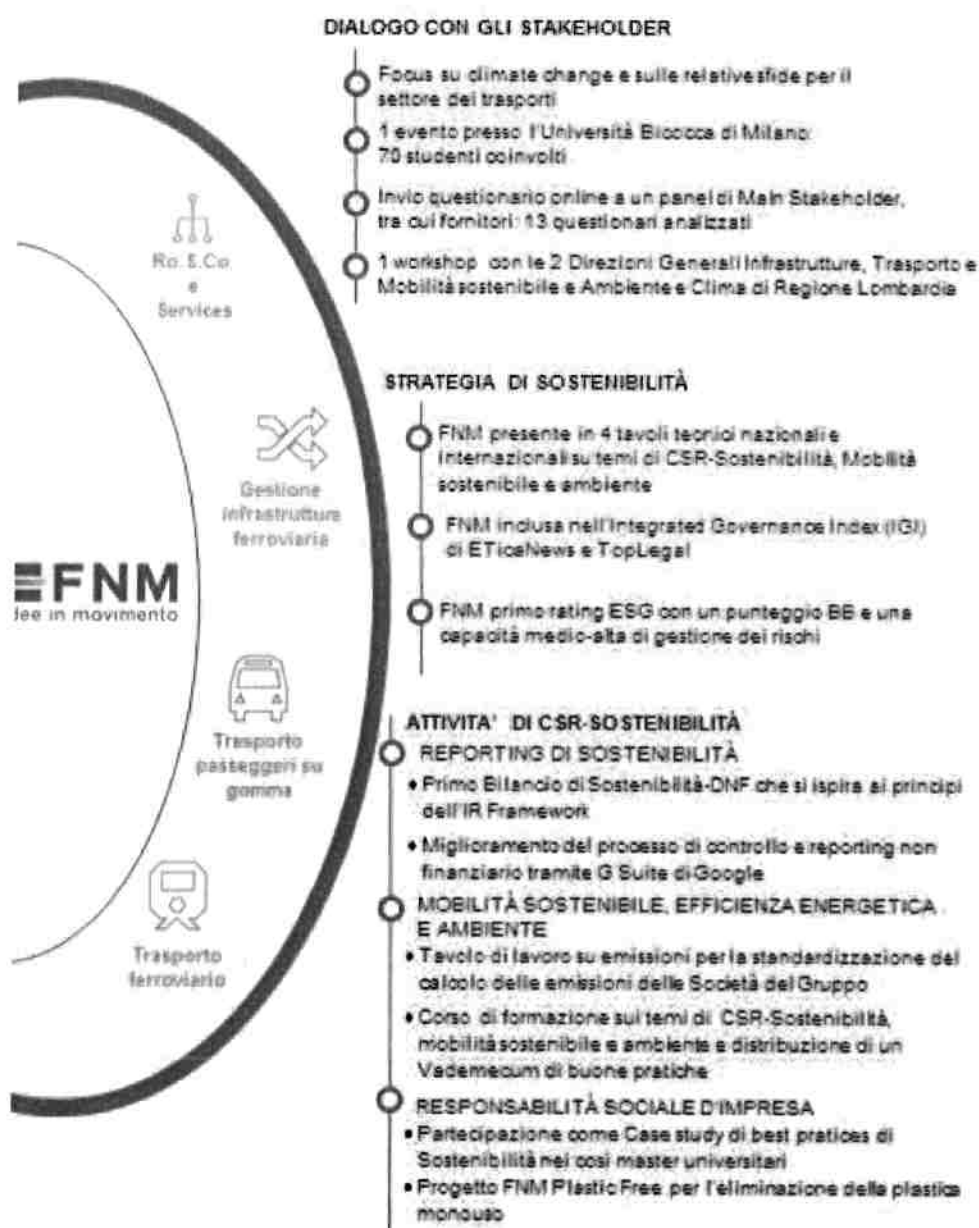 DIALOGO CON GLI STAKEHOLDER
Focus su climate change e sulle relative sfide per il
settore dei trasporti
1 evento presso l'Università Bicocca di Milano:
70 studenti coinvolti
Invio questionario online a un panel di Main Stakeholder,
tra cui fornitori: 13 questionari analizzati
1 workshop con le 2 Direzioni Generali Infrastrutture, Trasporto e
Mobilità sostenibile e Ambiente e Clima di Regione Lombardia
Ro.S.Co
e
Services
Gestione
infrastruttura
ferroviaria
FNM
dee in movimento
Trasporto
passeggeri su
gomma
Trasporto
ferroviario
STRATEGIA DI SOSTENIBILITÀ
FNM presente in 4 tavoli tecnici nazionali e
internazionali su temi di CSR-Sostenibilità, Mobilità
sostenibile e ambiente
FNM inclusa nell'Integrated Governance Index (IGI)
di ETicaNews e TopLegal
FNM primo rating ESG con un punteggio BB e una
capacità medio-alta di gestione dei rischi
ATTIVITA' DI CSR-SOSTENIBILITÀ
REPORTING DI SOSTENIBILITÀ
• Primo Bilancio di Sostenibilità-DNF che si ispira ai principi
dell'IR Framework
• Miglioramento del processo di controllo e reporting non
finanziario tramite G Suite di Google
MOBILITÀ SOSTENIBILE, EFFICIENZA ENERGETICA
E AMBIENTE
• Tavolo di lavoro su emissioni per la standardizzazione del
calcolo delle emissioni delle Società del Gruppo
• Corso di formazione sui temi di CSR-Sostenibilità,
mobilità sostenibile e ambiente e distribuzione di un
Vademecum di buone pratiche
RESPONSABILITÀ SOCIALE D'IMPRESA
• Partecipazione come Case study di best pratices di
Sostenibilità nei cosi master universitari
• Progetto FNM Plastic Free per l'eliminazione della plastica
monouso